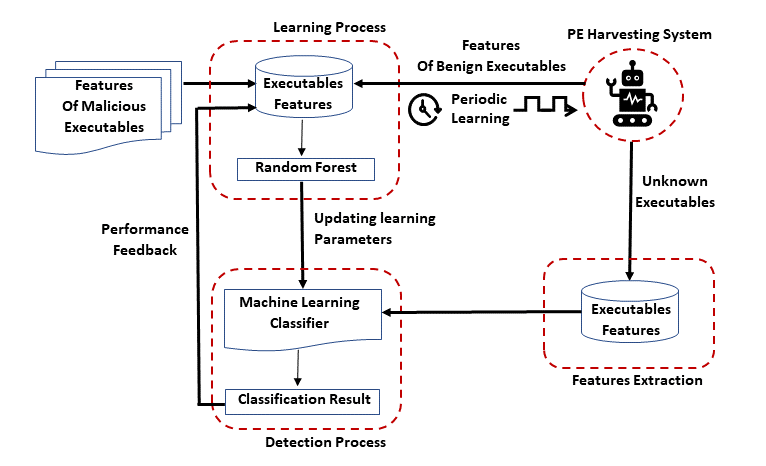 Learning Process
Features
Of Benign Executables
PE Harvesting System
Features
Of Malicious
Executables
Executables
Features
Periodic
Learning
Random Forest
Unknown
Executables
Performance
Feedback
Updating learning
Parameters
Machine Learning
Classifier
Executables
Features
Classification Result
Features Extraction
Detection Process